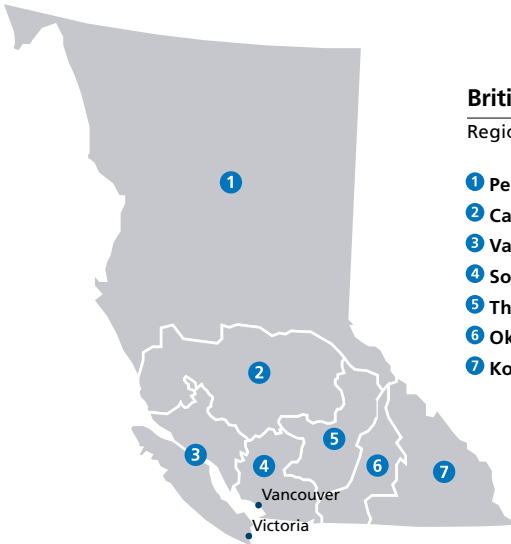 1
2
3
4
5
6
7
Vancouver
Victoria
Briti
Regio
1 Pe
2 Ca
3 Va
4 So
5 Th
6 Ok
7 Ko